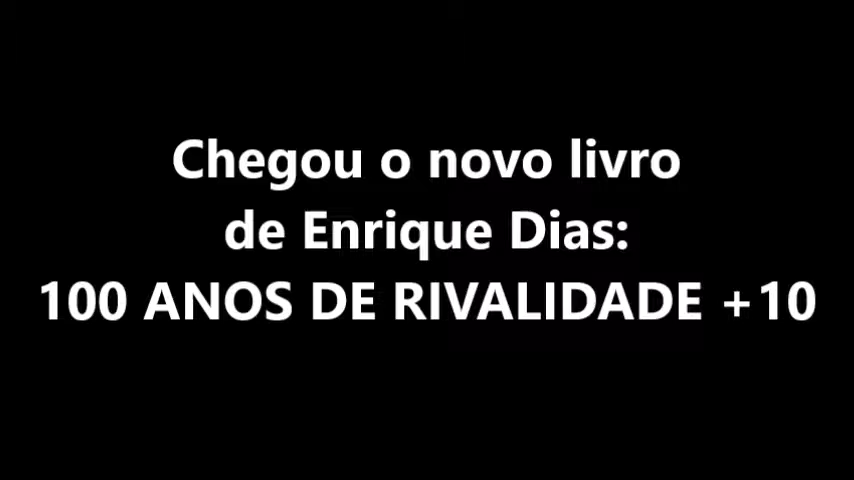 Chegou o novo livro
de Enrique Dias:
100 ANOS DE RIVALIDADE +10